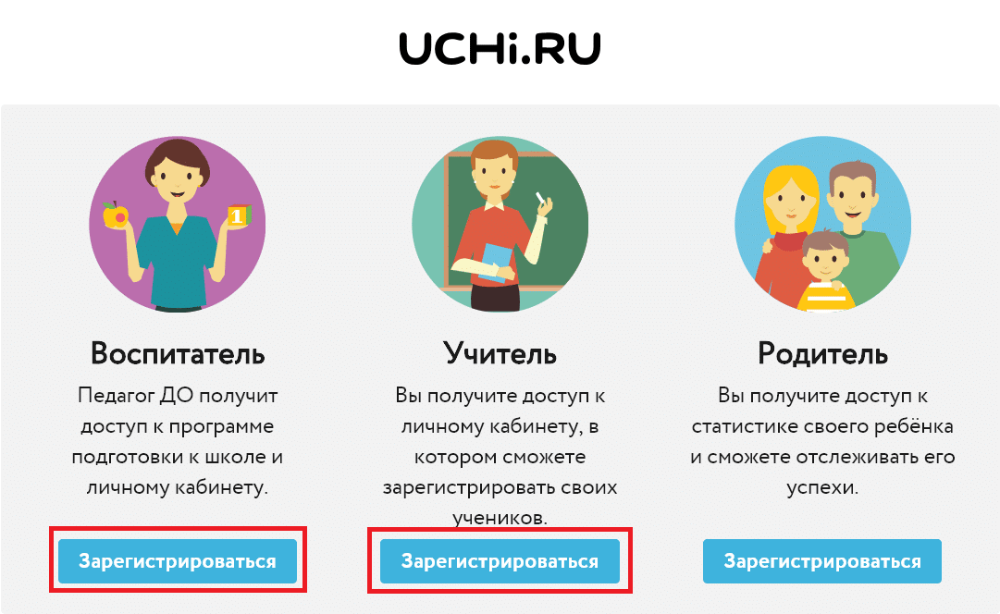 UCHi.RU
1
Воспитатель
Педагог ДО получит
доступ к программе
подготовки к школе и
личному кабинету.
Зарегистрироваться
Учитель
Вы получите доступ к
личному кабинету, в
котором сможете
зарегистрировать своих
учеников.
Зарегистрироваться
Родитель
Вы получите доступ к
статистике своего ребёнка
и сможете отслеживать его
успехи.
Зарегистрироваться